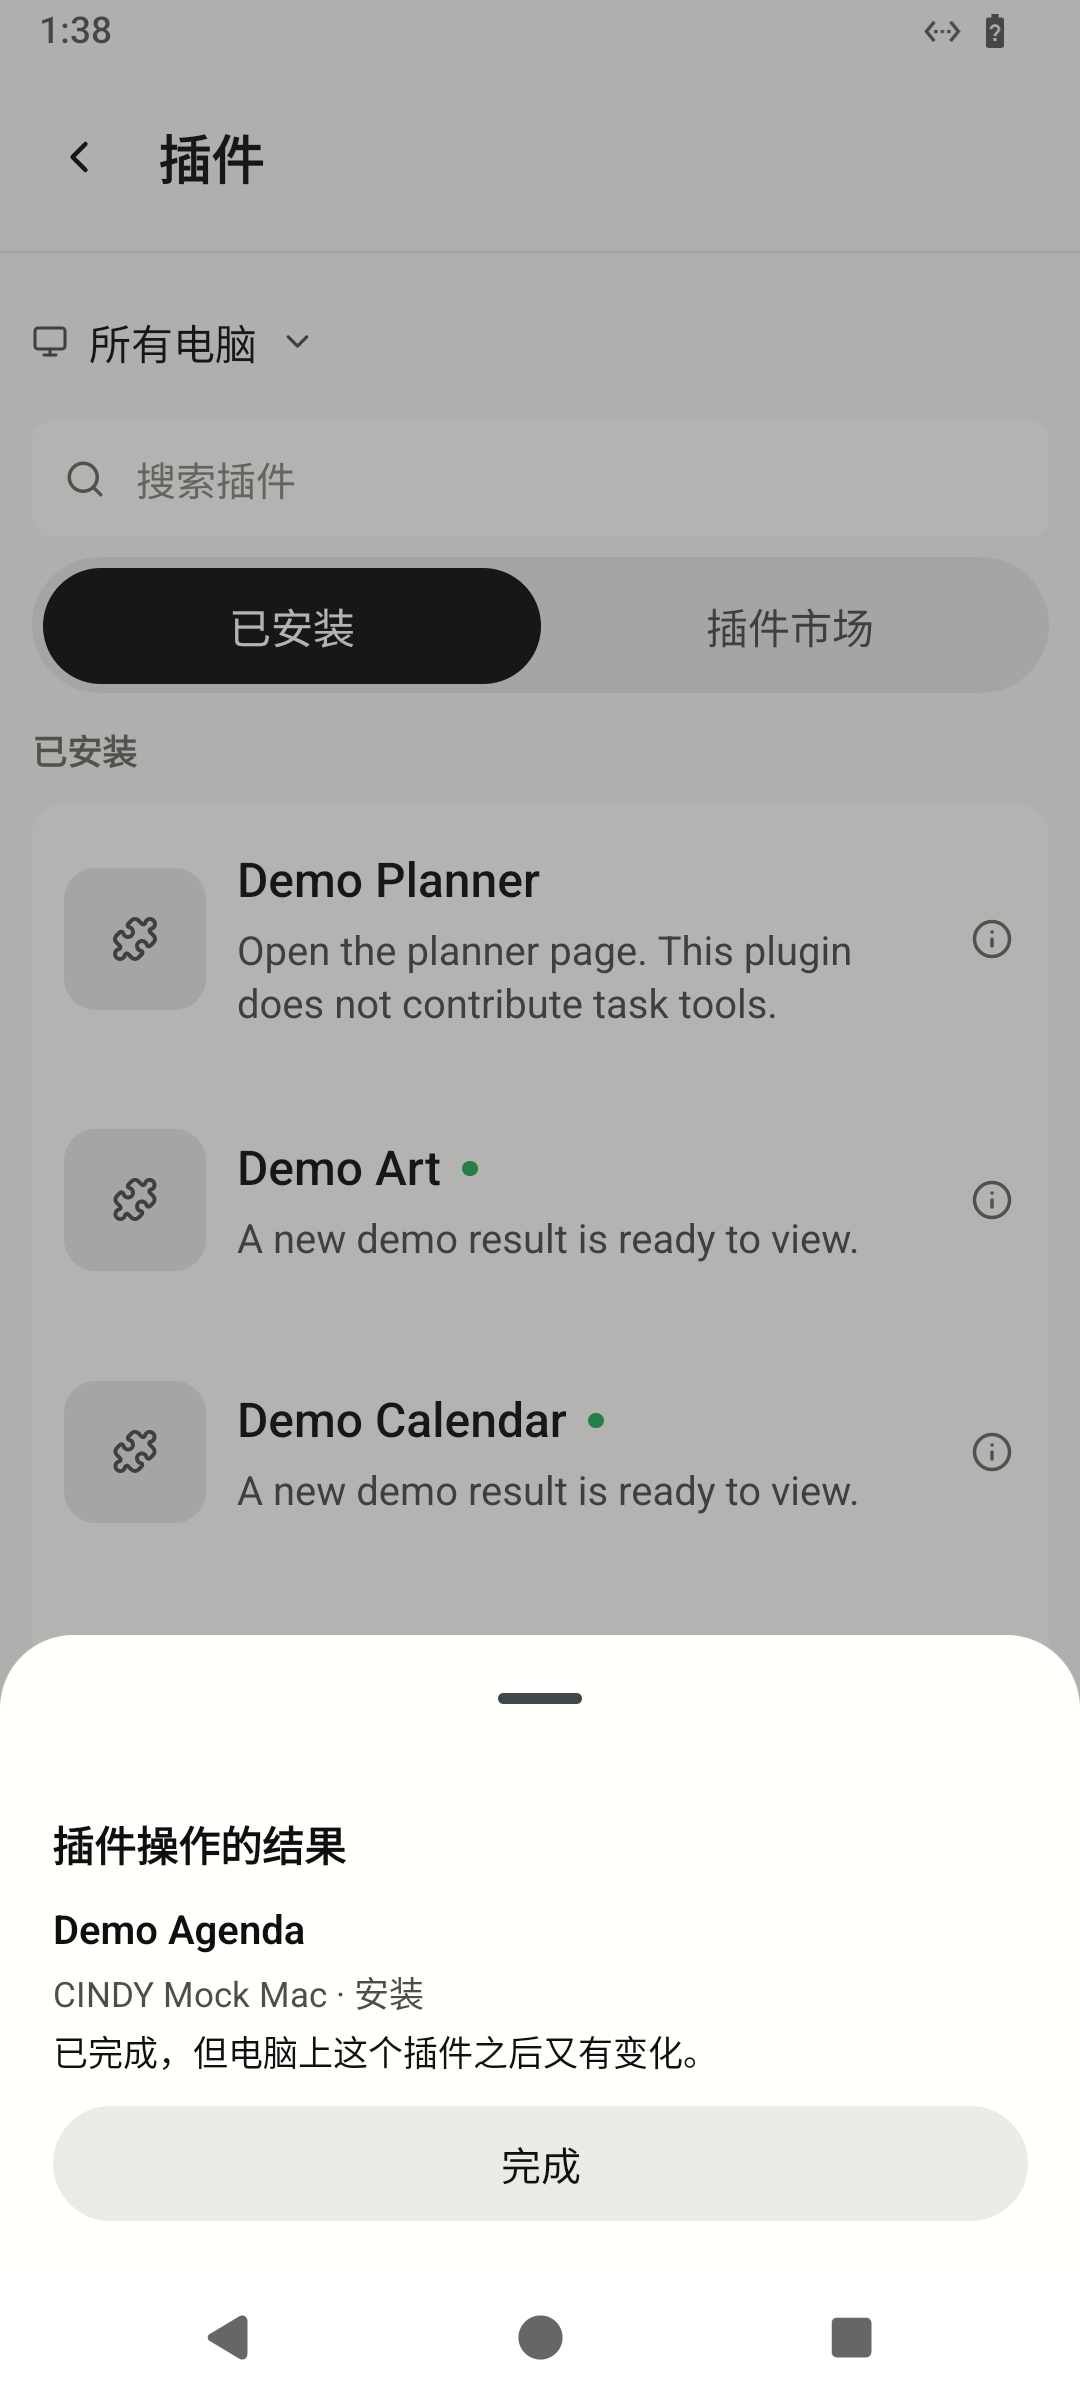 1:38
插件
所有电脑
搜索插件
已安装
插件市场
已安装
Demo Planner
Open the planner page. This plugin
does not contribute task tools.
Demo Art
A new demo result is ready to view.
Demo Calendar
A new demo result is ready to view.
插件操作的结果
Demo Agenda
CINDY Mock Mac · 安装
已完成，但电脑上这个插件之后又有变化。
完成